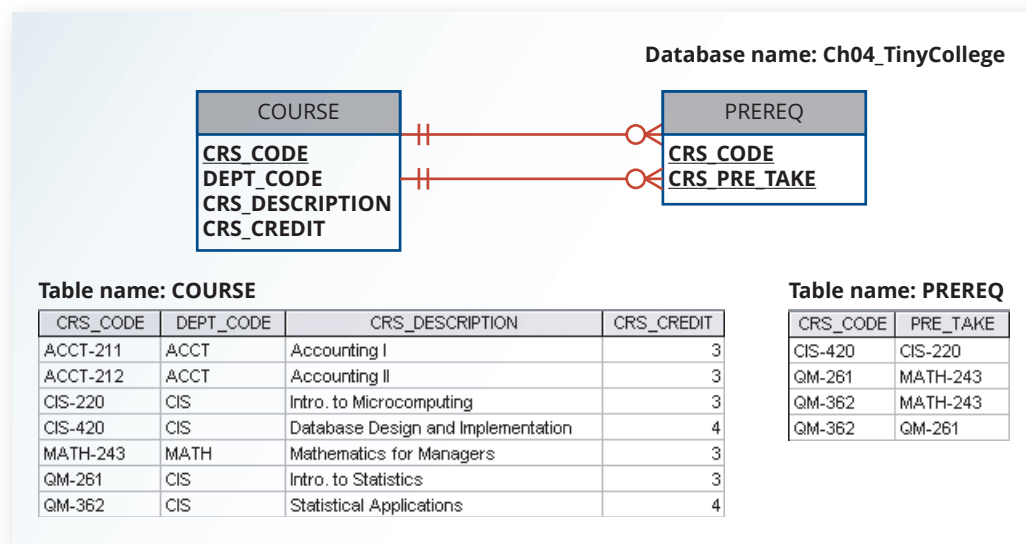 Database name: Ch04_TinyCollege
COURSE
CRS_CODE
DEPT_CODE
CRS_DESCRIPTION
CRS_CREDIT
PREREQ
CRS_CODE
CRS_PRE_TAKE
Table name: COURSE
CRS_CODE DEPT_CODE CRS_DESCRIPTION CRS_CREDIT
ACCT-211 ACCT Accounting I 3
ACCT-212 ACCT Accounting II 3
CIS-220 CIS Intro. to Microcomputing 3
CIS-420 CIS Database Design and Implementation 4
MATH-243 MATH Mathematics for Managers 3
QM-261 CIS Intro. to Statistics 3
QM-362 CIS Statistical Applications 4
Table name: PREREQ
CRS_CODE PRE_TAKE
CIS-420 CIS-220
QM-261 MATH-243
QM-362 MATH-243
QM-362 QM-261